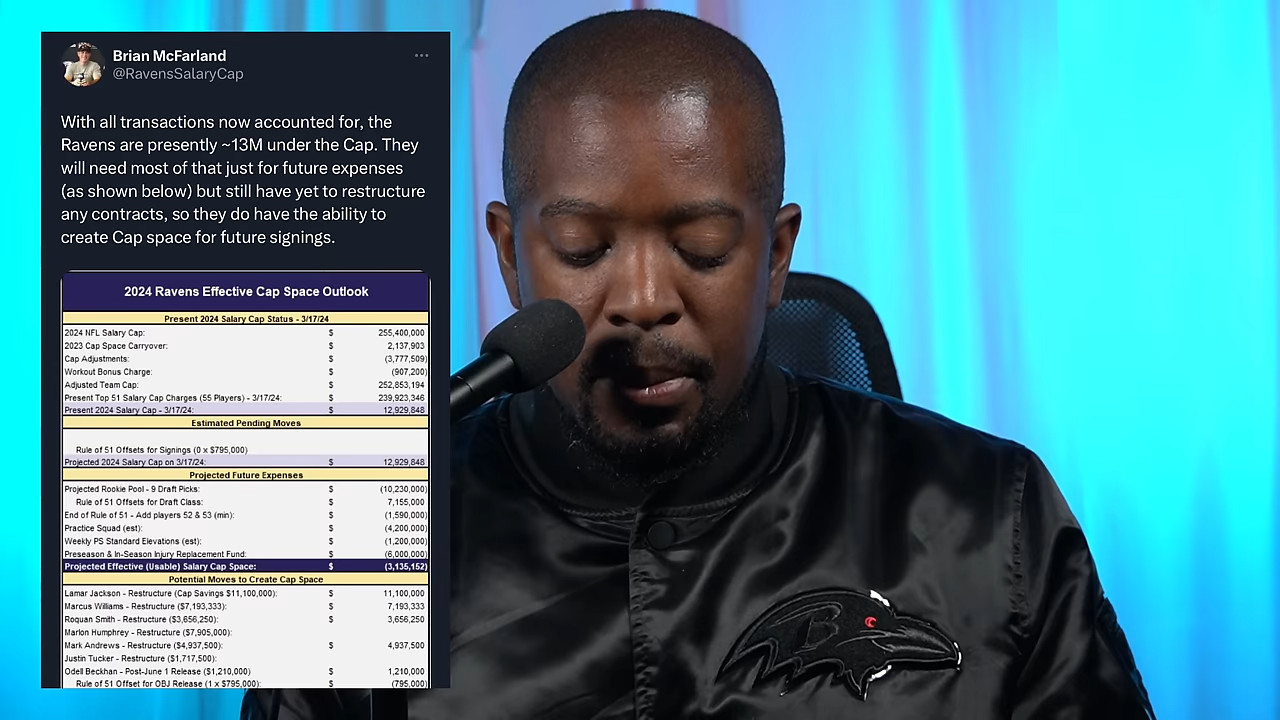 Brian McFarland
@RavensSalaryCap
With all transactions now accounted for, the
Ravens are presently ~13M under the Cap. They
will need most of that just for future expenses
(as shown below) but still have yet to restructure
any contracts, so they do have the ability to
create Cap space for future signings.
2024 Ravens Effective Cap Space Outlook
Present 2024 Salary Cap Status - 3/17/24
2024 NFL Salary Cap: $ 255,400,000
2023 Cap Space Carryover: $ 2,137,903
Cap Adjustments: $ (3,777,509)
Workout Bonus Charge: $ (907,200)
Adjusted Team Cap: $ 252,853,194
Present Top 51 Salary Cap Charges (55 Players) - 3/17/24: $ 239,923,346
Present 2024 Salary Cap - 3/17/24: $ 12,929,848
Estimated Pending Moves
Rule of 51 Offsets for Signings (0 x $795,000)
Projected 2024 Salary Cap on 3/17/24: $ 12,929,848
Projected Future Expenses
Projected Rookie Pool - 9 Draft Picks: $ (10,230,000)
Rule of 51 Offsets for Draft Class: $ 7,155,000
End of Rule of 51 - Add players 52 & 53 (min): $ (1,590,000)
Practice Squad (est): $ (4,200,000)
Weekly PS Standard Elevations (est): $ (1,200,000)
Preseason & In-Season Injury Replacement Fund: $ (6,000,000)
Projected Effective (Usable) Salary Cap Space: $ (3,135,152)
Potential Moves to Create Cap Space
Lamar Jackson - Restructure (Cap Savings $11,100,000): $ 11,100,000
Marcus Williams - Restructure ($7,193,333): $ 7,193,333
Roquan Smith - Restructure ($3,656,250): $ 3,656,250
Marlon Humphrey - Restructure ($7,905,000):
Mark Andrews - Restructure ($4,937,500): $ 4,937,500
Justin Tucker - Restructure ($1,717,500):
Odell Beckhan - Post-June 1 Release ($1,210,000) $ 1,210,000
Rule of 51 Offset for OBJ Release (1 x $795,000): $ (795,000)
B